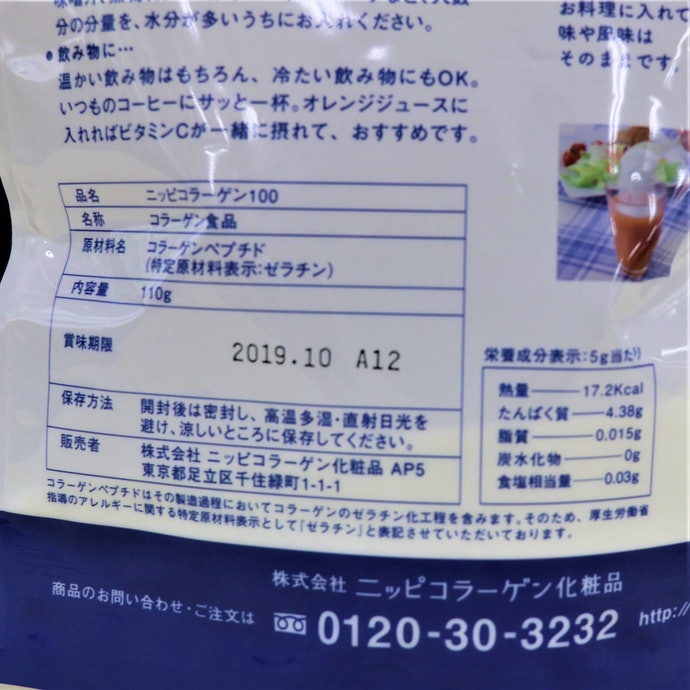 分の分量を、水分が多いうちにお入れください。
●飲み物に…
温かい飲み物はもちろん、冷たい飲み物にもOK。
いつものコーヒーにサッと一杯。オレンジジュースに
入れればビタミンCが一緒に摂れて、おすすめです。
お料理に入れて
味や風味は
そのままです。
品名 ニッピコラーゲン100
名称 コラーゲン食品
原材料名 コラーゲンペプチド
(特定原材料表示:ゼラチン)
内容量 110g
賞味期限 2019.10 A12
保存方法 開封後は密封し、高温多湿・直射日光を
避け、涼しいところに保存してください。
販売者 株式会社 ニッピコラーゲン化粧品 AP5
東京都足立区千住緑町1-1-1
栄養成分表示:5g当たり
熱量 17.2Kcal
たんぱく質 4.38g
脂質 0.015g
炭水化物 0g
食塩相当量 0.03g
コラーゲンペプチドはその製造過程においてコラーゲンのゼラチン化工程を含みます。そのため、厚生労働省
指導のアレルギーに関する特定原材料表示として「ゼラチン」と表記させていただいております。
株式会社 ニッピコラーゲン化粧品
商品のお問い合わせ・ご注文は 0120-30-3232 http:/